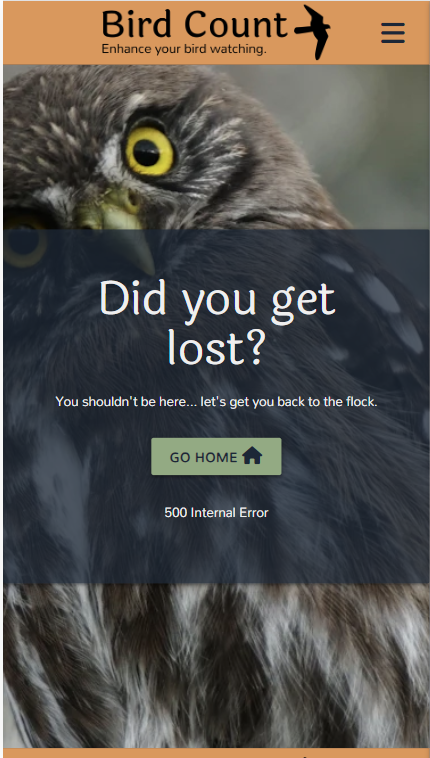 Bird Count
Enhance your bird watching.
Did you get
lost?
You shouldn't be here... let's get you back to the flock.
GO HOME
500 Internal Error